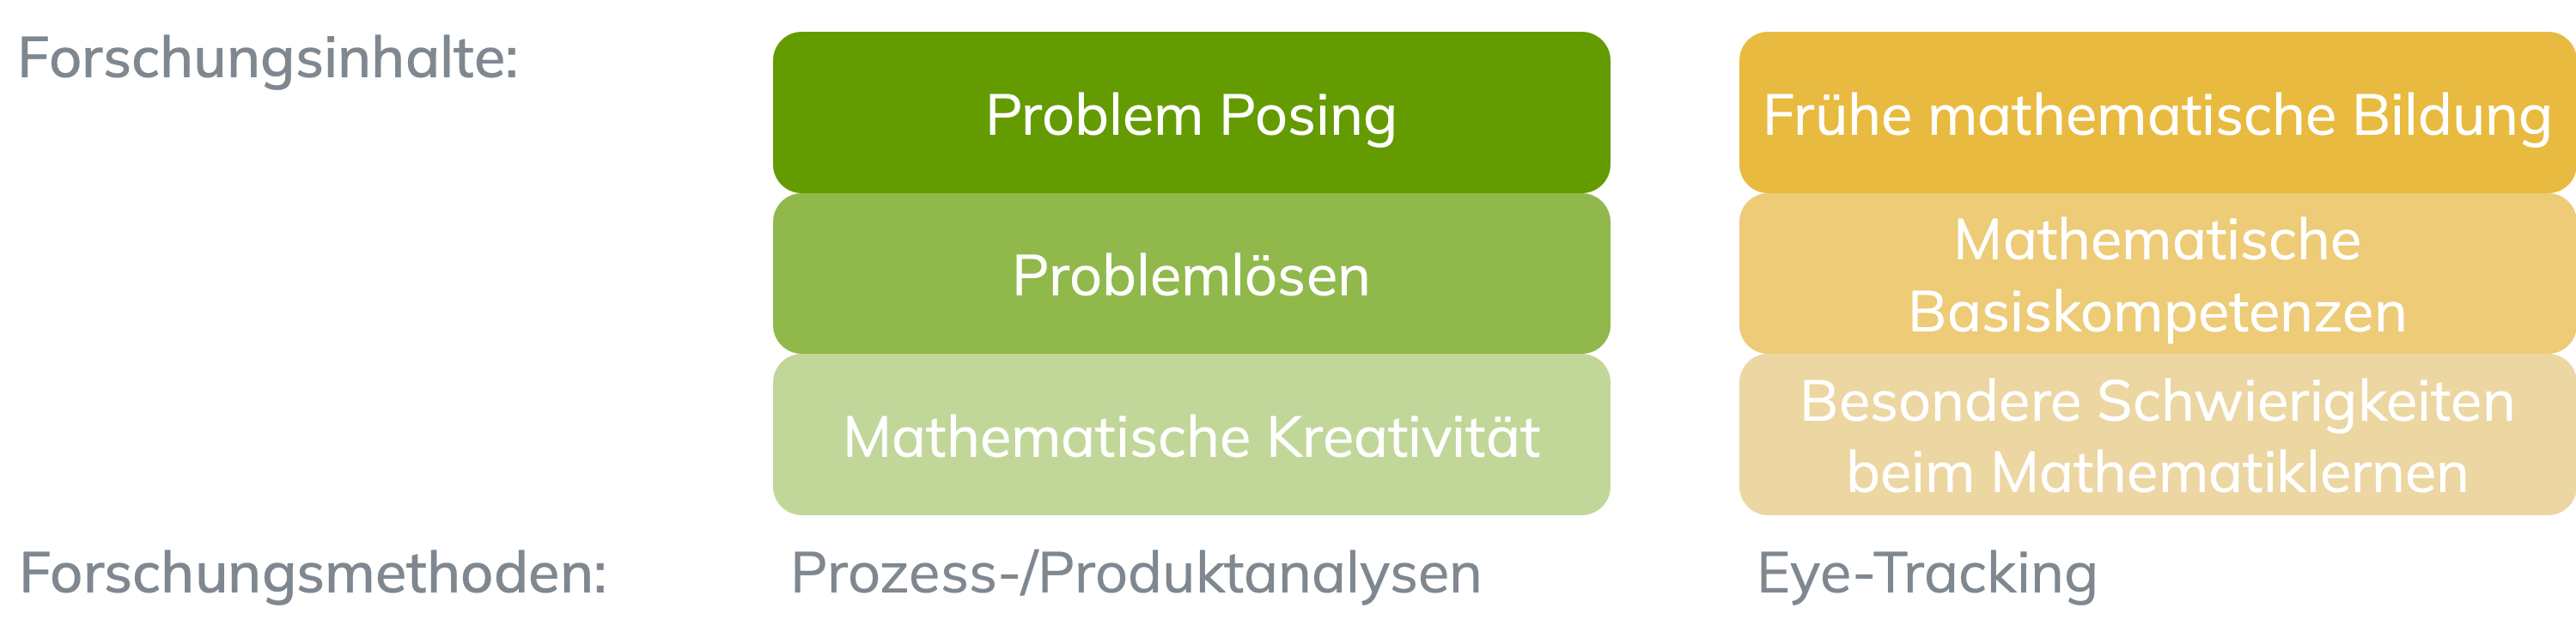 Forschungsinhalte:
Problem Posing
Problemlösen
Mathematische Kreativität
Frühe mathematische Bildung
Mathematische
Basiskompetenzen
Besondere Schwierigkeiten
beim Mathematiklernen
Forschungsmethoden:
Prozess-/Produktanalysen
Eye-Tracking